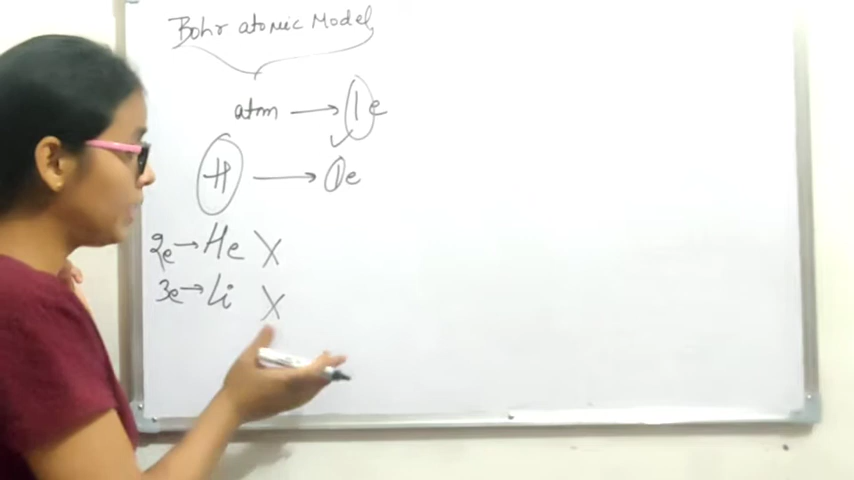 Bohr atomic Model
atom → 1e
H → 1e
2e → He X
3e → Li X